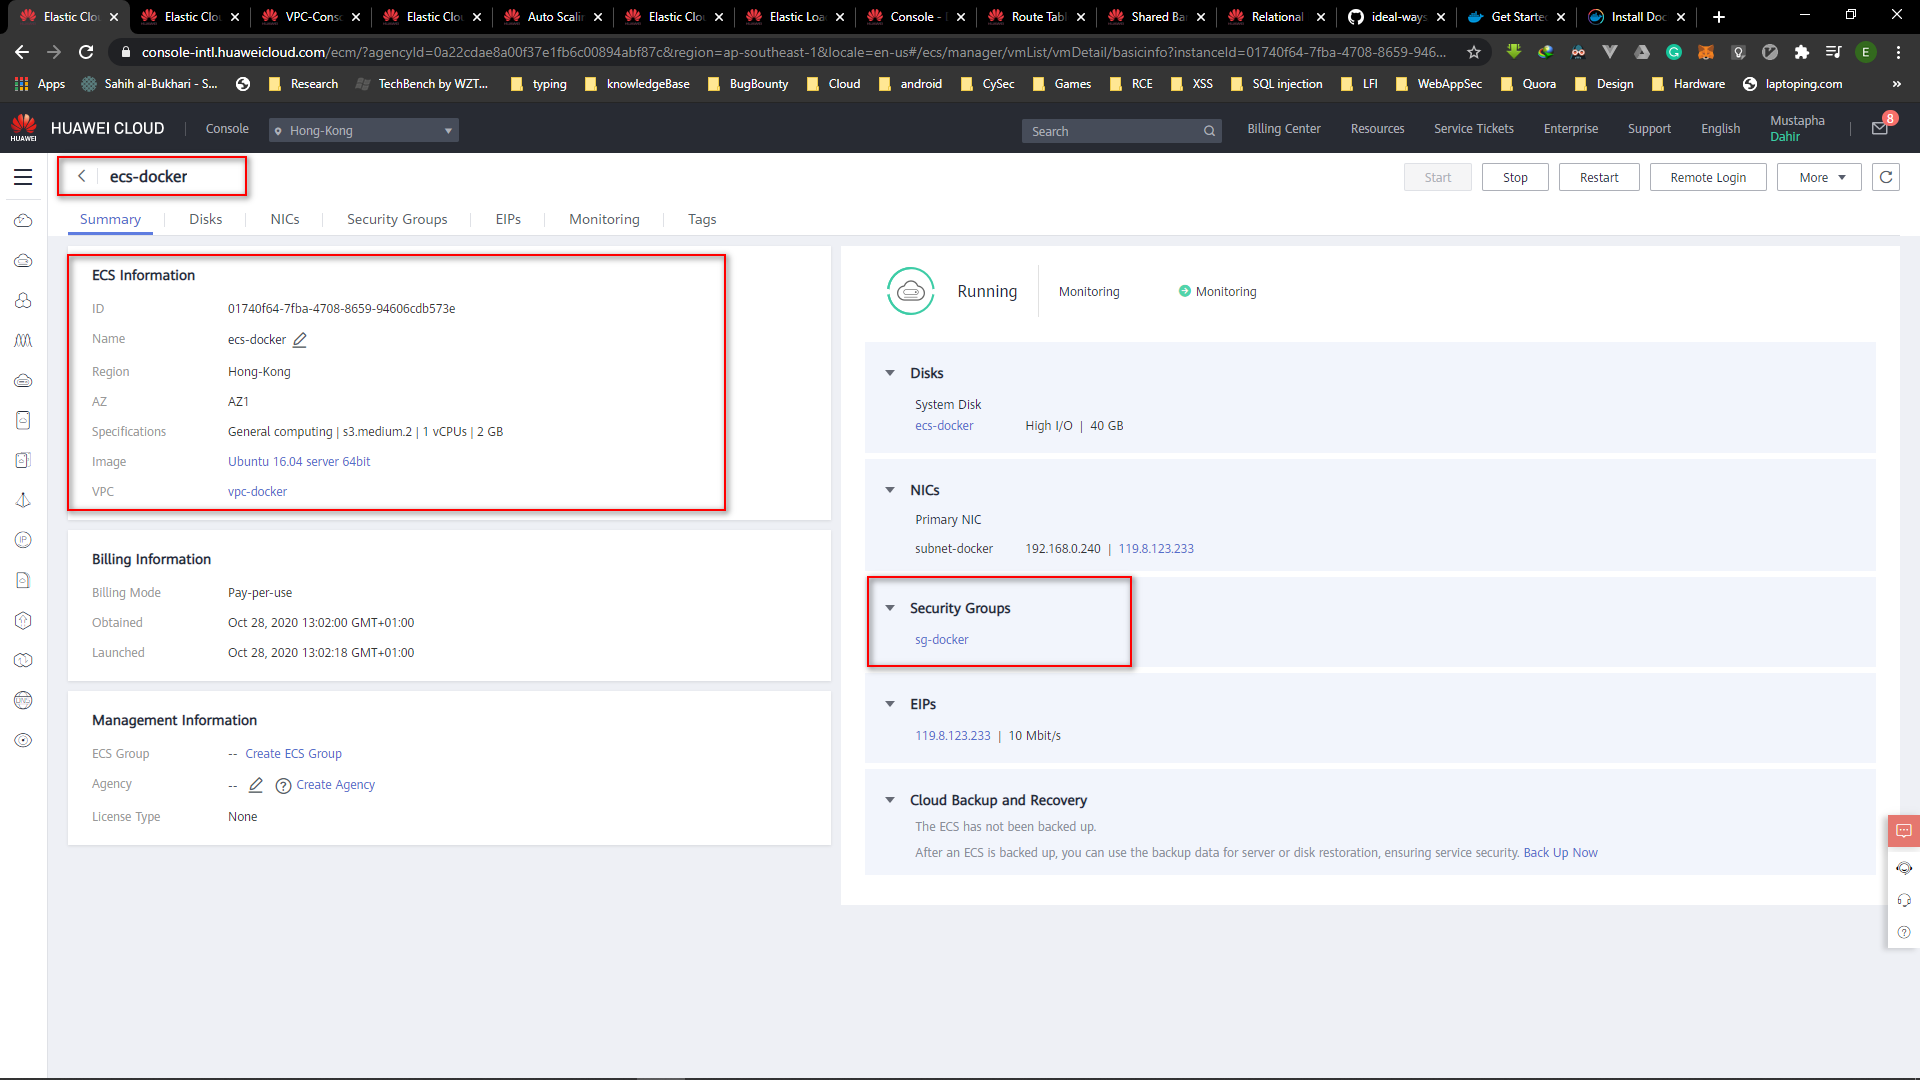 Elastic Clou
Elastic Clou
VPC-Conso
Elastic Clou
Auto Scalin
Elastic Clou
Elastic Loa
Console -
Route Tabl
Shared Ban
Relational
ideal-ways
Get Starte
Install Doc
console-intl.huaweicloud.com/ecm/?agencyId=0a22cdae8a00f37e1fb6c00894abf87c&region=ap-southeast-1&locale=en-us#/ecs/manager/vmList/vmDetail/basicinfo?instanceId=01740f64-7fba-4708-8659-946...
E
Apps
Sahih al-Bukhari - S...
Research
TechBench by WZT...
typing
knowledgeBase
BugBounty
Cloud
android
CySec
Games
RCE
XSS
SQL injection
LFI
WebAppSec
Quora
Design
Hardware
laptoping.com
»
HUAWEI
HUAWEI CLOUD
Console
Hong-Kong
Search
Billing Center
Resources
Service Tickets
Enterprise
Support
English
Mustapha
Dahir
8
ecs-docker
Start
Stop
Restart
Remote Login
More
Summary
Disks
NICs
Security Groups
EIPs
Monitoring
Tags
ECS Information
ID 01740f64-7fba-4708-8659-94606cdb573e
Name ecs-docker
Region Hong-Kong
AZ AZ1
Specifications General computing | s3.medium.2 | 1 vCPUs | 2 GB
Image Ubuntu 16.04 server 64bit
VPC vpc-docker
Billing Information
Billing Mode Pay-per-use
Obtained Oct 28, 2020 13:02:00 GMT+01:00
Launched Oct 28, 2020 13:02:18 GMT+01:00
Management Information
ECS Group -- Create ECS Group
Agency -- Create Agency
License Type None
Running
Monitoring
Monitoring
Disks
System Disk
ecs-docker High I/O | 40 GB
NICs
Primary NIC
subnet-docker 192.168.0.240 | 119.8.123.233
Security Groups
sg-docker
EIPs
119.8.123.233 | 10 Mbit/s
Cloud Backup and Recovery
The ECS has not been backed up.
After an ECS is backed up, you can use the backup data for server or disk restoration, ensuring service security. Back Up Now